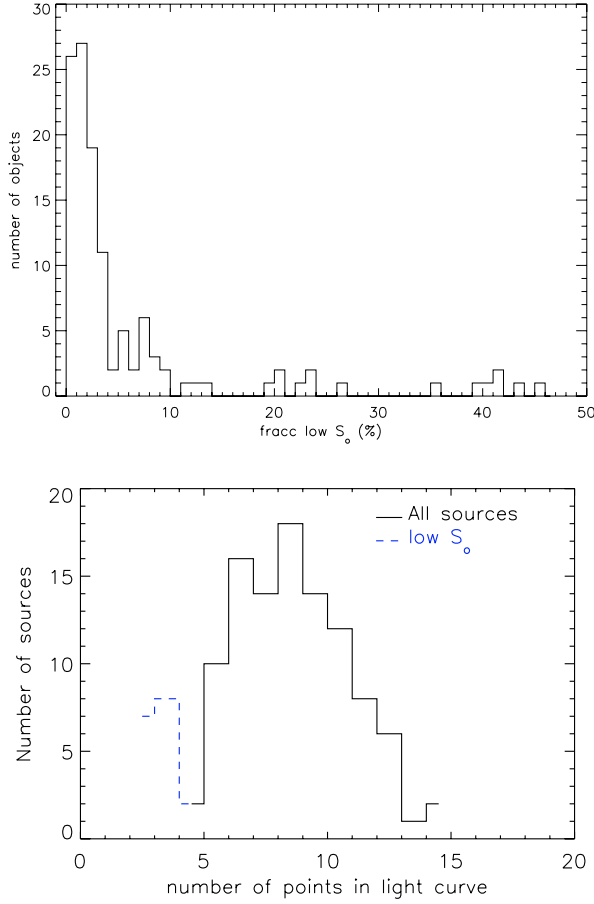 30
25
20
15
10
5
0
number of objects
0 10 20 30 40 50
fracc low S_o (%)
20
15
10
5
0
Number of sources
All sources
low S_o
0 5 10 15 20
number of points in light curve